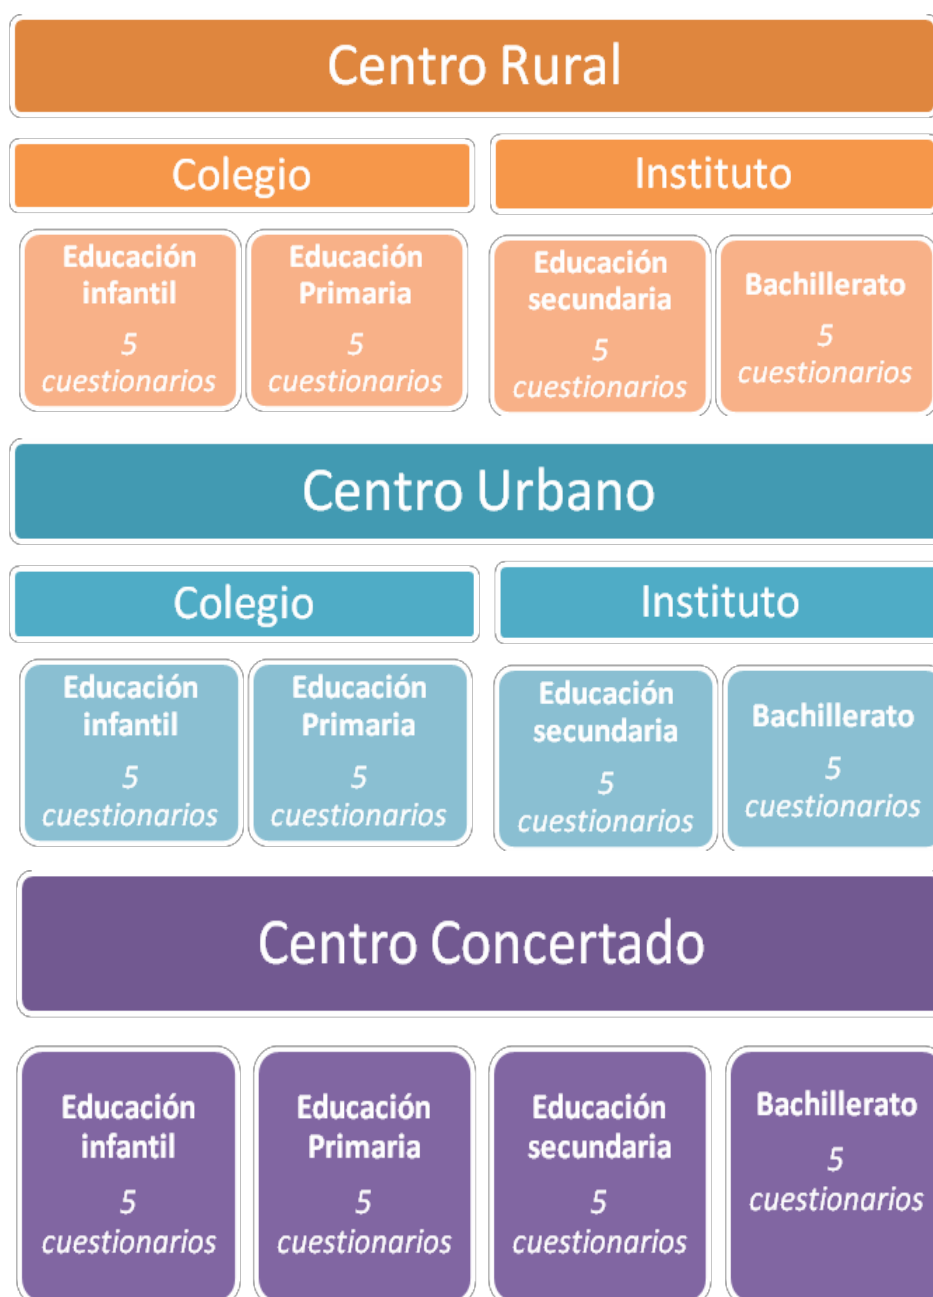 Centro Rural
Colegio
Instituto
Educación
infantil
5
cuestionarios
Educación
Primaria
5
cuestionarios
Educación
secundaria
5
cuestionarios
Bachillerato
5
cuestionarios
Centro Urbano
Colegio
Instituto
Educación
infantil
5
cuestionarios
Educación
Primaria
5
cuestionarios
Educación
secundaria
5
cuestionarios
Bachillerato
5
cuestionarios
Centro Concertado
Educación
infantil
5
cuestionarios
Educación
Primaria
5
cuestionarios
Educación
secundaria
5
cuestionarios
Bachillerato
5
cuestionarios